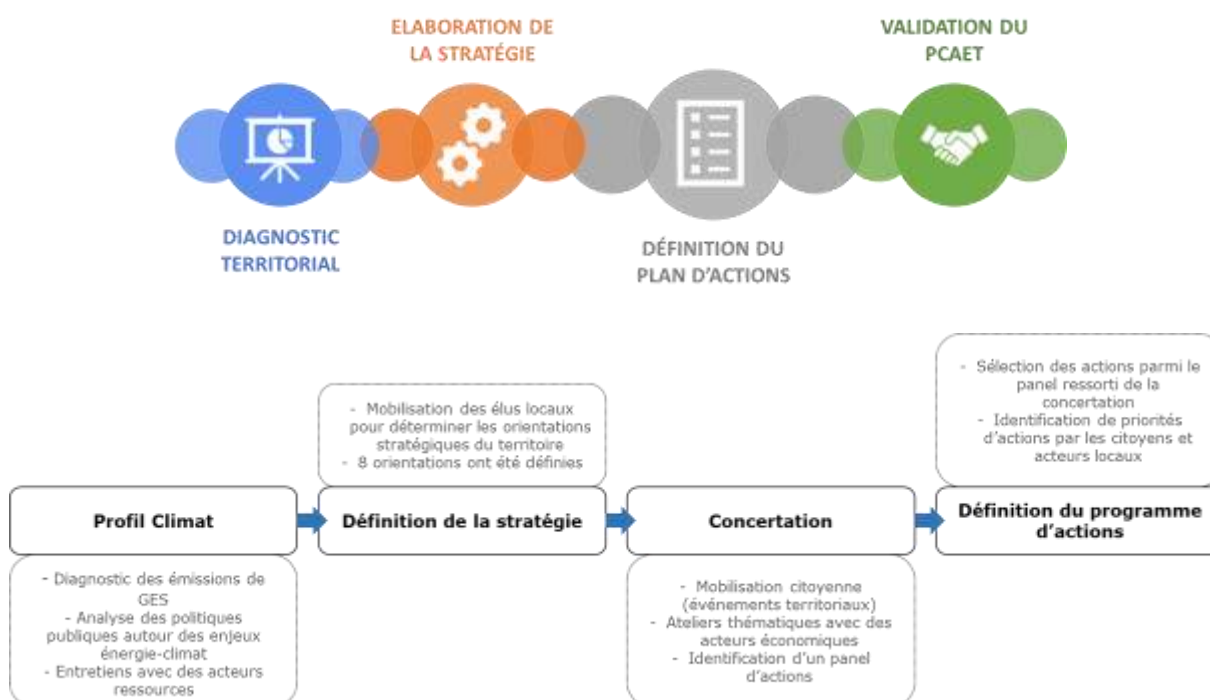 ELABORATION DE
LA STRATÉGIE
VALIDATION DU
PCAET
DIAGNOSTIC
TERRITORIAL
DÉFINITION DU
PLAN D'ACTIONS
- Mobilisation des élus locaux
pour déterminer les orientations
stratégiques du territoire
- 8 orientations ont été définies
- Sélection des actions parmi le
panel ressorti de la
concertation
- Identification de priorités
d'actions par les citoyens et
acteurs locaux
Profil Climat
Définition de la stratégie
Concertation
Définition du programme
d'actions
- Diagnostic des émissions de
GES
- Analyse des politiques
publiques autour des enjeux
énergie-climat
- Entretiens avec des acteurs
ressources
- Mobilisation citoyenne
(événements territoriaux)
- Ateliers thématiques avec des
acteurs économiques
- Identification d'un panel
d'actions